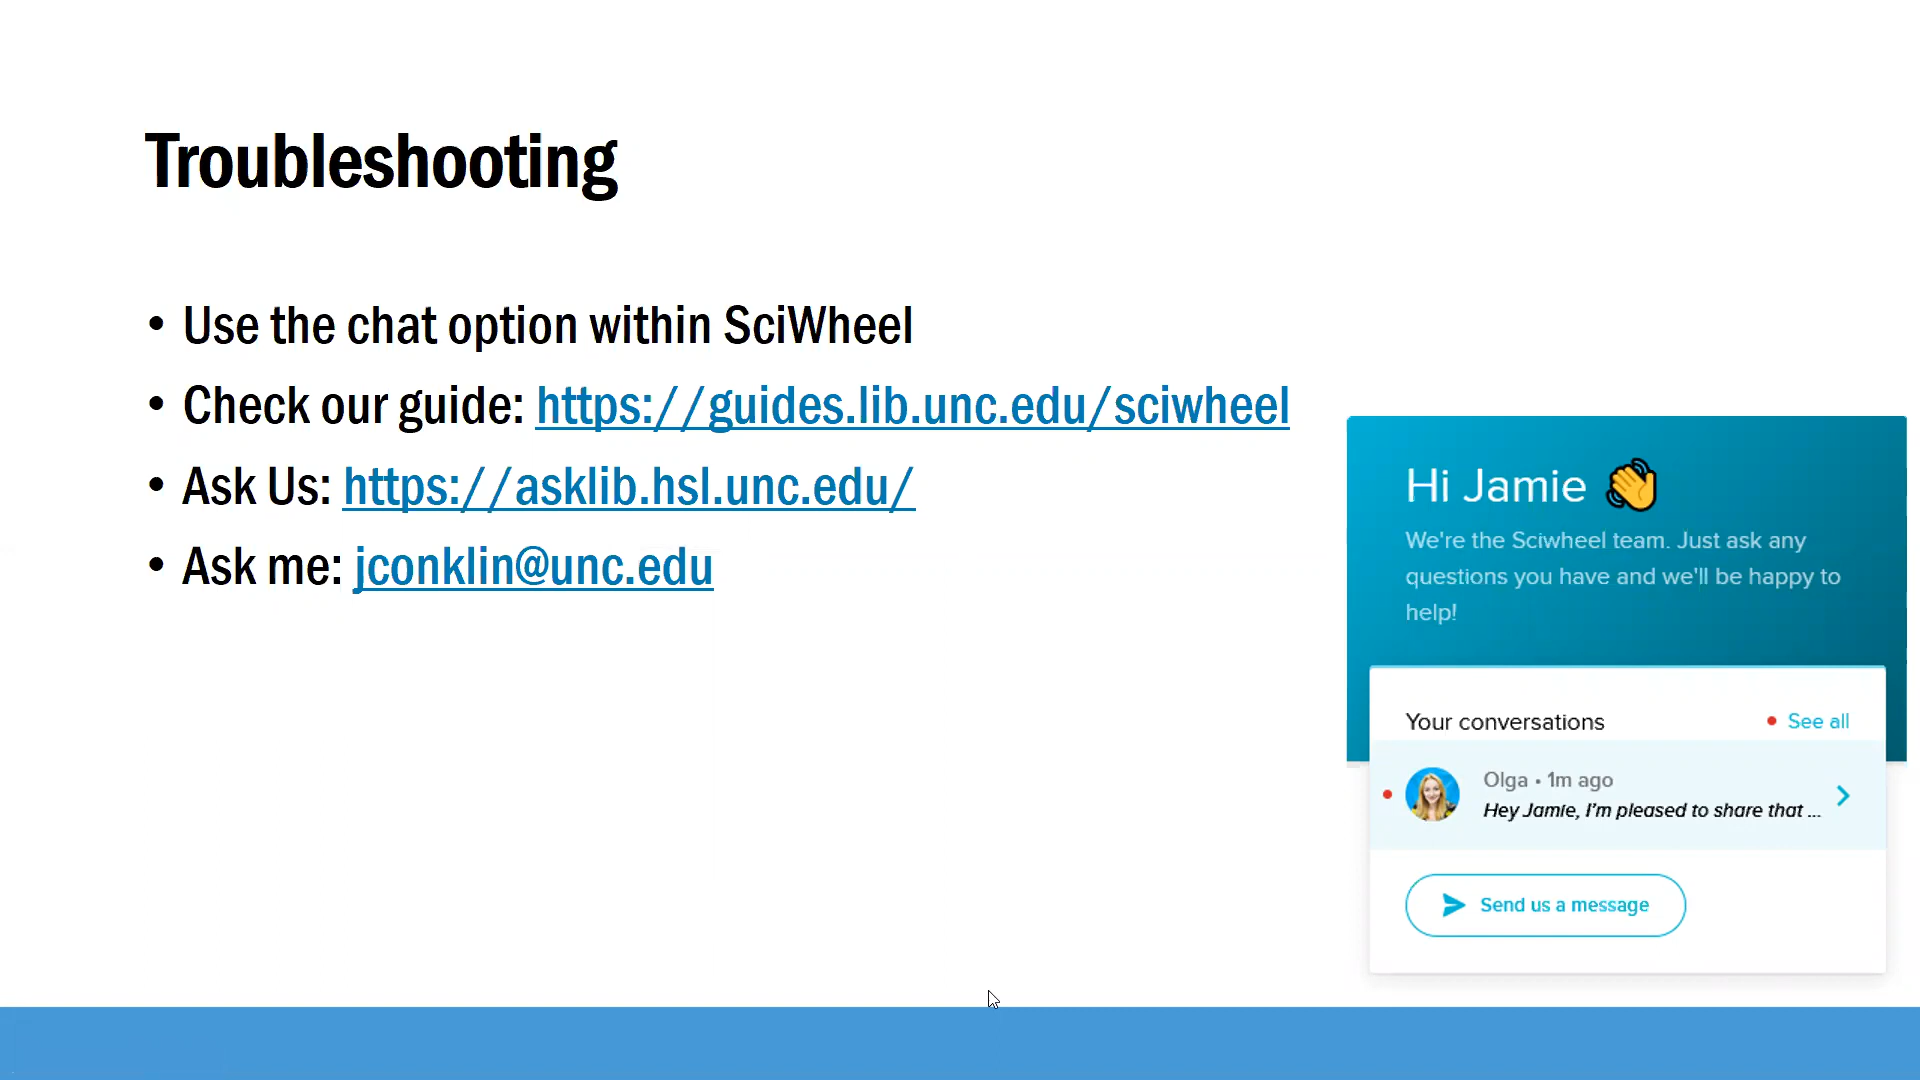 Troubleshooting
• Use the chat option within SciWheel
• Check our guide: https://guides.lib.unc.edu/sciwheel
• Ask Us: https://asklib.hsl.unc.edu/
• Ask me: jconklin@unc.edu
Hi Jamie 👋
We're the Sciwheel team. Just ask any
questions you have and we'll be happy to
help!
Your conversations • See all
Olga • 1m ago
Hey Jamie, I'm pleased to share that ...
Send us a message